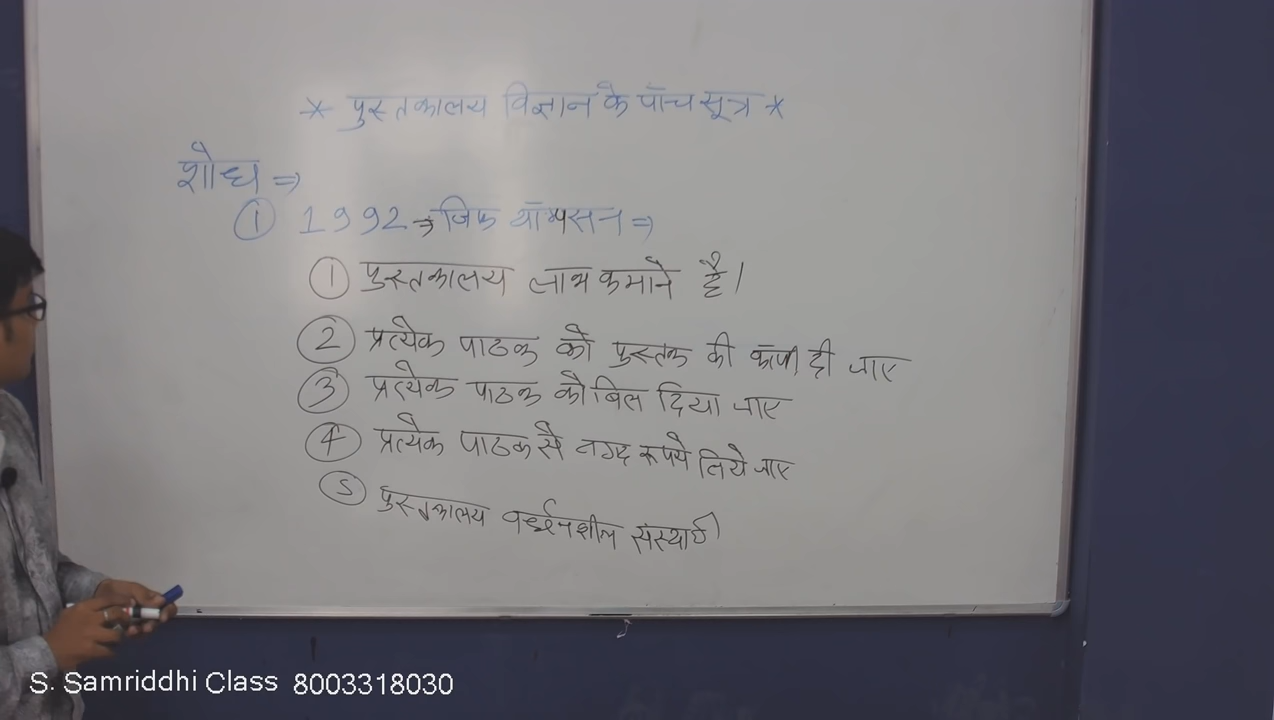 * पुस्तकालय विज्ञान के पाँच सूत्र *
शोध ⇒
① 1992 → जिफ थॉम्पसन ⇒
① पुस्तकालय लाभ कमाने है।
② प्रत्येक पाठक को पुस्तक की कॉपी दी जाए
③ प्रत्येक पाठक को बिल दिया जाए
④ प्रत्येक पाठक से नगद रूपये लिये जाए
⑤ पुस्तकालय वर्धनशील संस्था है
S. Samriddhi Class 8003318030